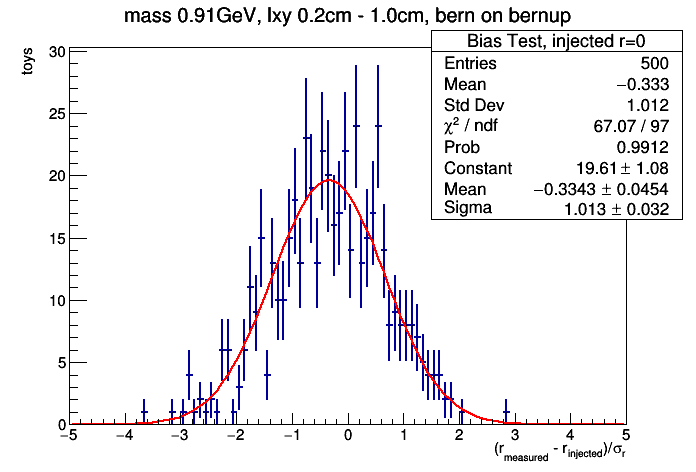 mass 0.91GeV, lxy 0.2cm - 1.0cm, bern on bernup
toys
Bias Test, injected r=0
Entries 500
Mean −0.333
Std Dev 1.012
χ² / ndf 67.07 / 97
Prob 0.9912
Constant 19.61 ± 1.08
Mean −0.3343 ± 0.0454
Sigma 1.013 ± 0.032
30
25
20
15
10
5
0
−5 −4 −3 −2 −1 0 1 2 3 4 5
(r_measured - r_injected)/σ_r